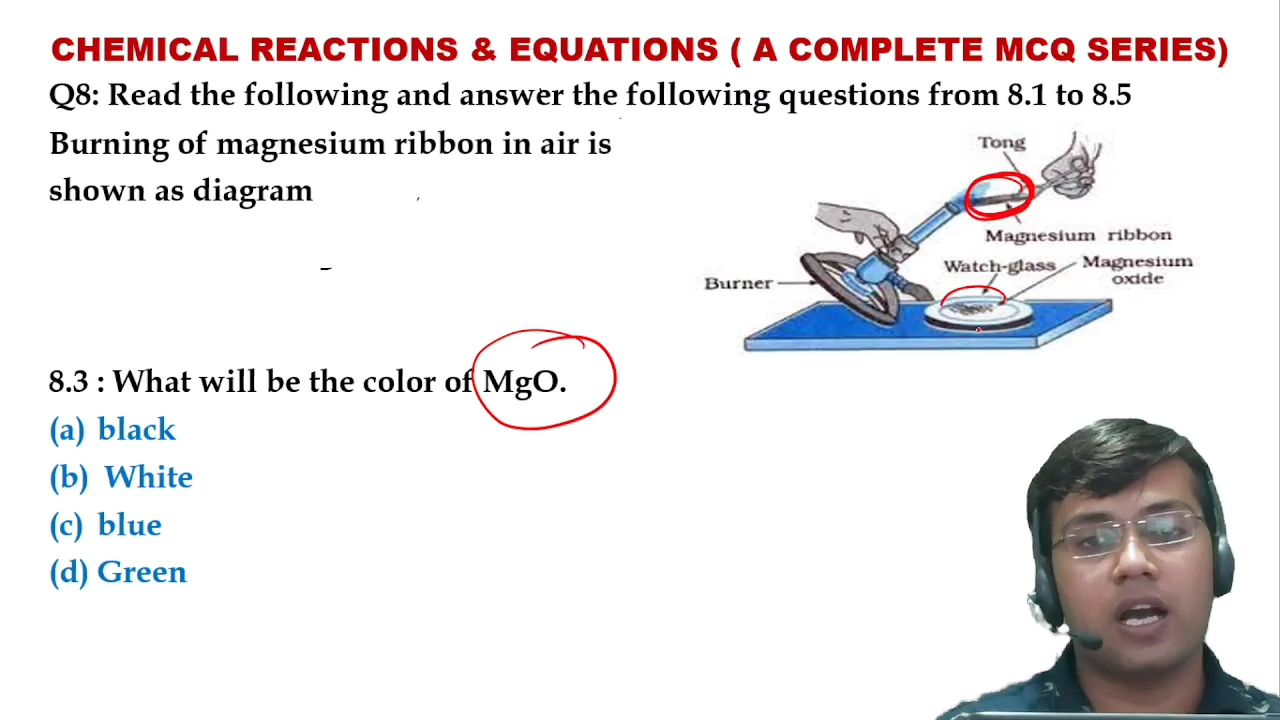 CHEMICAL REACTIONS & EQUATIONS ( A COMPLETE MCQ SERIES)
Q8: Read the following and answer the following questions from 8.1 to 8.5
Burning of magnesium ribbon in air is
shown as diagram
Tong
Magnesium ribbon
Watch-glass
Magnesium
oxide
Burner
8.3 : What will be the color of MgO.
(a) black
(b) White
(c) blue
(d) Green